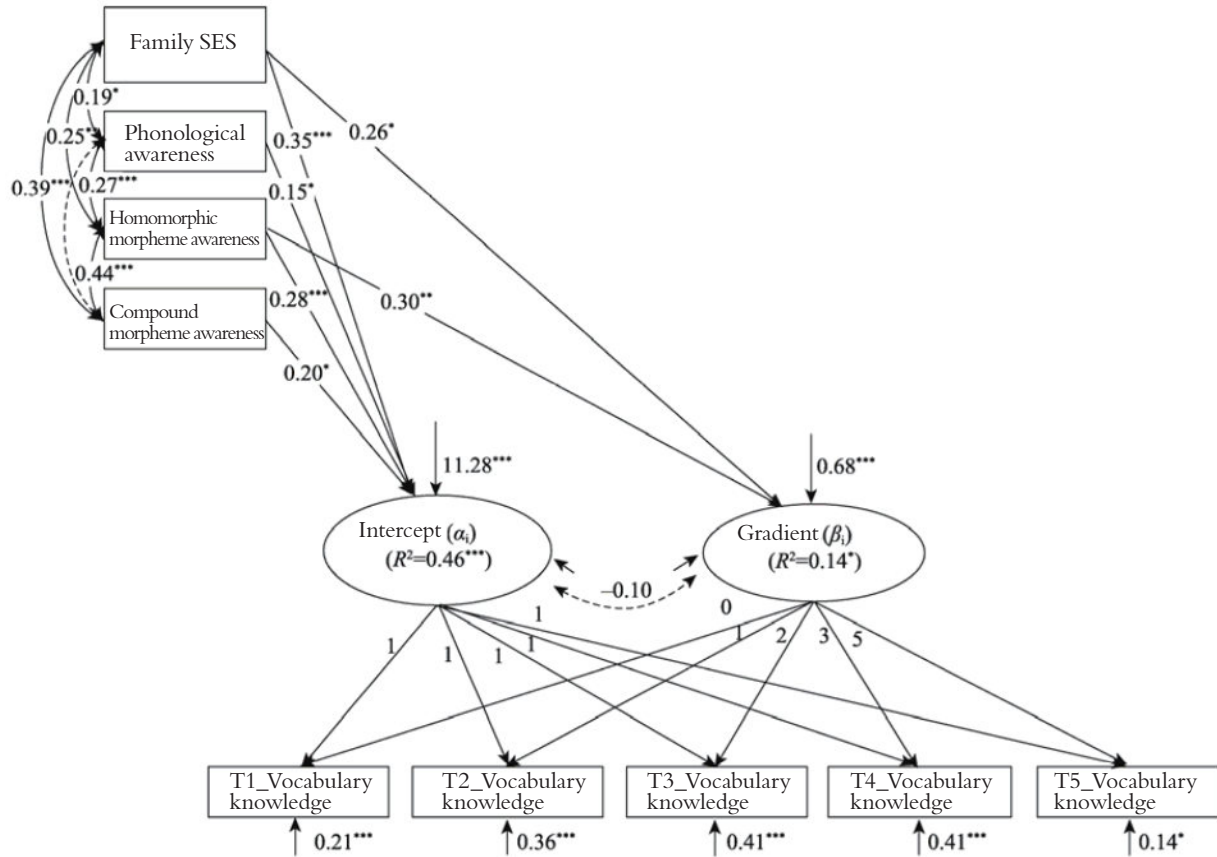 Family SES
0.19*
Phonological
awareness
0.25**
0.35***
0.26*
0.39***
0.27***
0.15*
Homomorphic
morpheme awareness
0.44***
0.28***
0.30**
Compound
morpheme awareness
0.20*
11.28***
0.68***
Intercept (αi)
(R²=0.46***)
Gradient (βi)
(R²=0.14*)
–0.10
1
1
1
1
1
0
1
2
3
5
T1_Vocabulary
knowledge
T2_Vocabulary
knowledge
T3_Vocabulary
knowledge
T4_Vocabulary
knowledge
T5_Vocabulary
knowledge
0.21***
0.36***
0.41***
0.41***
0.14*